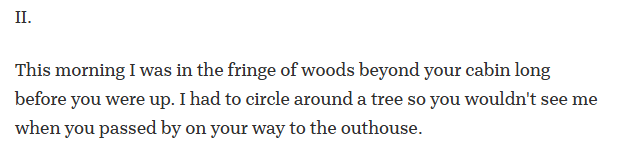 II.
This morning I was in the fringe of woods beyond your cabin long
before you were up. I had to circle around a tree so you wouldn't see me
when you passed by on your way to the outhouse.